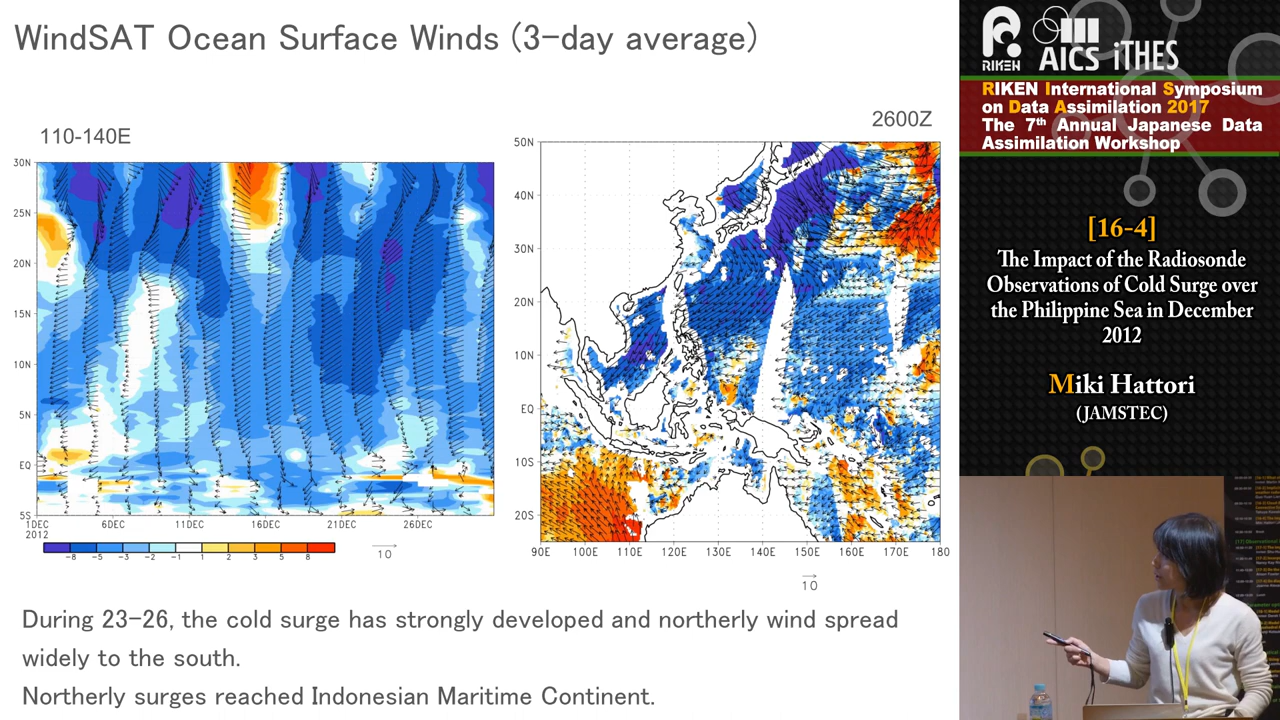 WindSAT Ocean Surface Winds (3-day average)
110-140E
30N
25N
20N
15N
10N
5N
EQ
5S
1DEC
2012
6DEC
11DEC
16DEC
21DEC
26DEC
-8
-5
-3
-2
-1
1
2
3
5
8
10
2600Z
50N
40N
30N
20N
10N
EQ
10S
20S
90E
100E
110E
120E
130E
140E
150E
160E
170E
180
10
During 23-26, the cold surge has strongly developed and northerly wind spread
widely to the south.
Northerly surges reached Indonesian Maritime Continent.
RIKEN
AICS iTHES
RIKEN International Symposium
on Data Assimilation 2017
The 7th Annual Japanese Data
Assimilation Workshop
[16-4]
The Impact of the Radiosonde
Observations of Cold Surge over
the Philippine Sea in December
2012
Miki Hattori
(JAMSTEC)